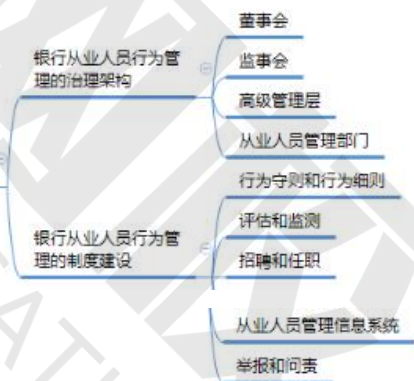 银行从业人员行为管
理的治理架构
董事会
监事会
高级管理层
从业人员管理部门
银行从业人员行为管
理的制度建设
行为守则和行为细则
评估和监测
招聘和任职
从业人员管理信息系统
举报和问责